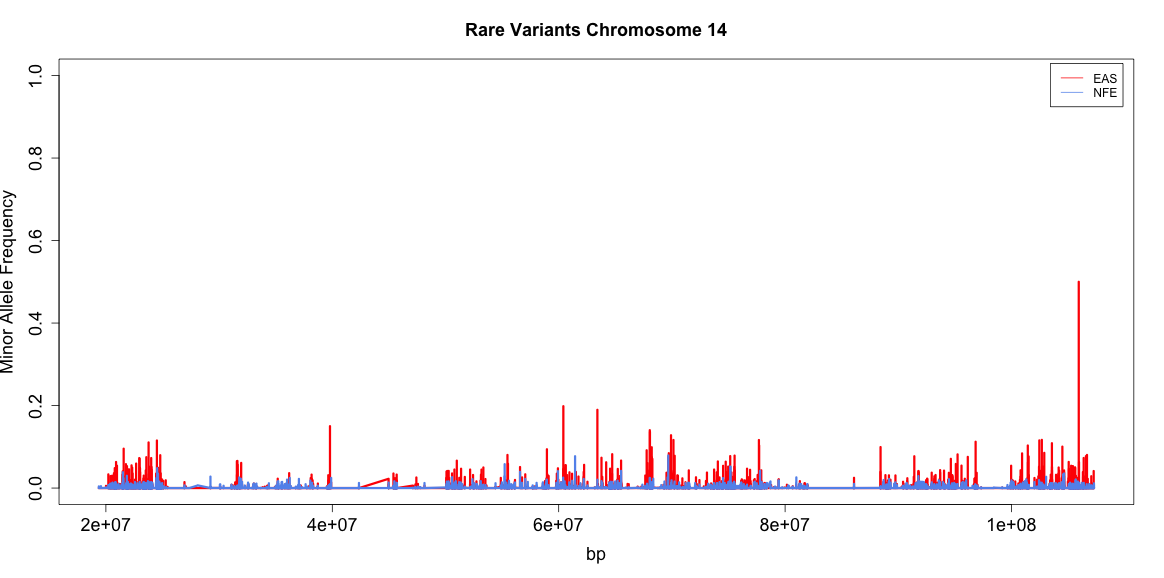 Rare Variants Chromosome 14
EAS
NFE
Minor Allele Frequency
1.0
0.8
0.6
0.4
0.2
0.0
2e+07 4e+07 6e+07 8e+07 1e+08
bp